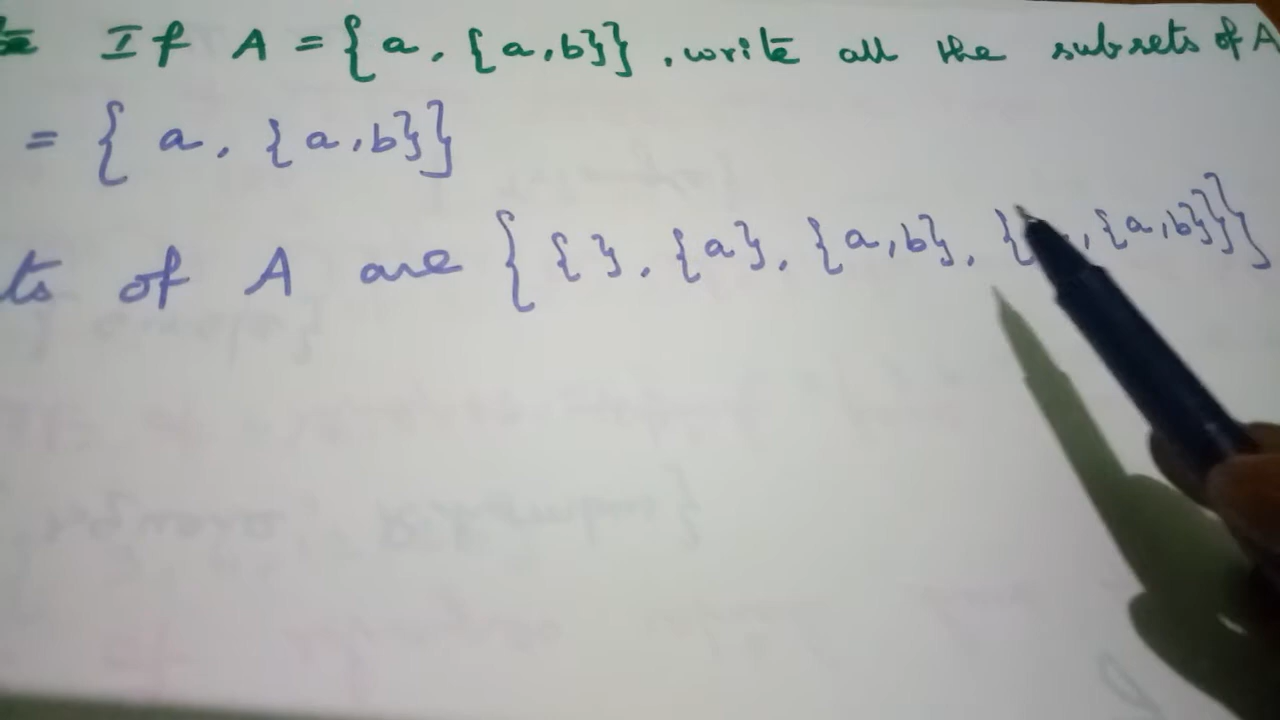 If A = {a, {a,b}}, write all the subsets of A
= { a, {a,b}}
of A are { { }, {a}, {a,b}, { , {a,b}}}